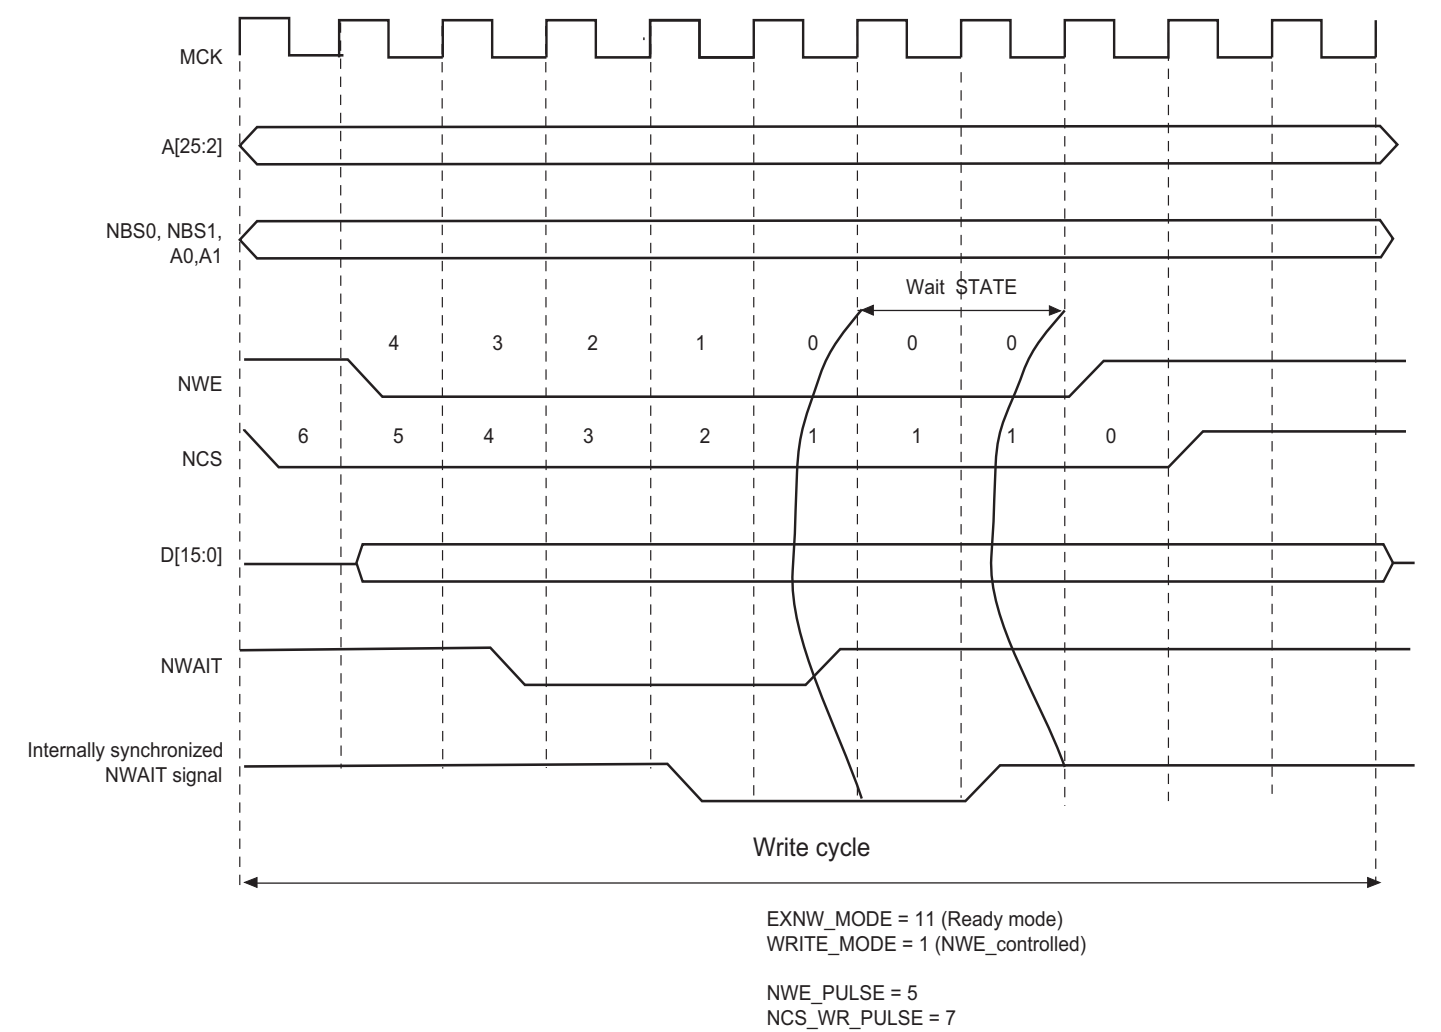 MCK
A[25:2]
NBS0, NBS1,
A0,A1
Wait STATE
4 3 2 1 0 0 0
NWE
6 5 4 3 2 1 1 1 0
NCS
D[15:0]
NWAIT
Internally synchronized
NWAIT signal
Write cycle
EXNW_MODE = 11 (Ready mode)
WRITE_MODE = 1 (NWE_controlled)
NWE_PULSE = 5
NCS_WR_PULSE = 7